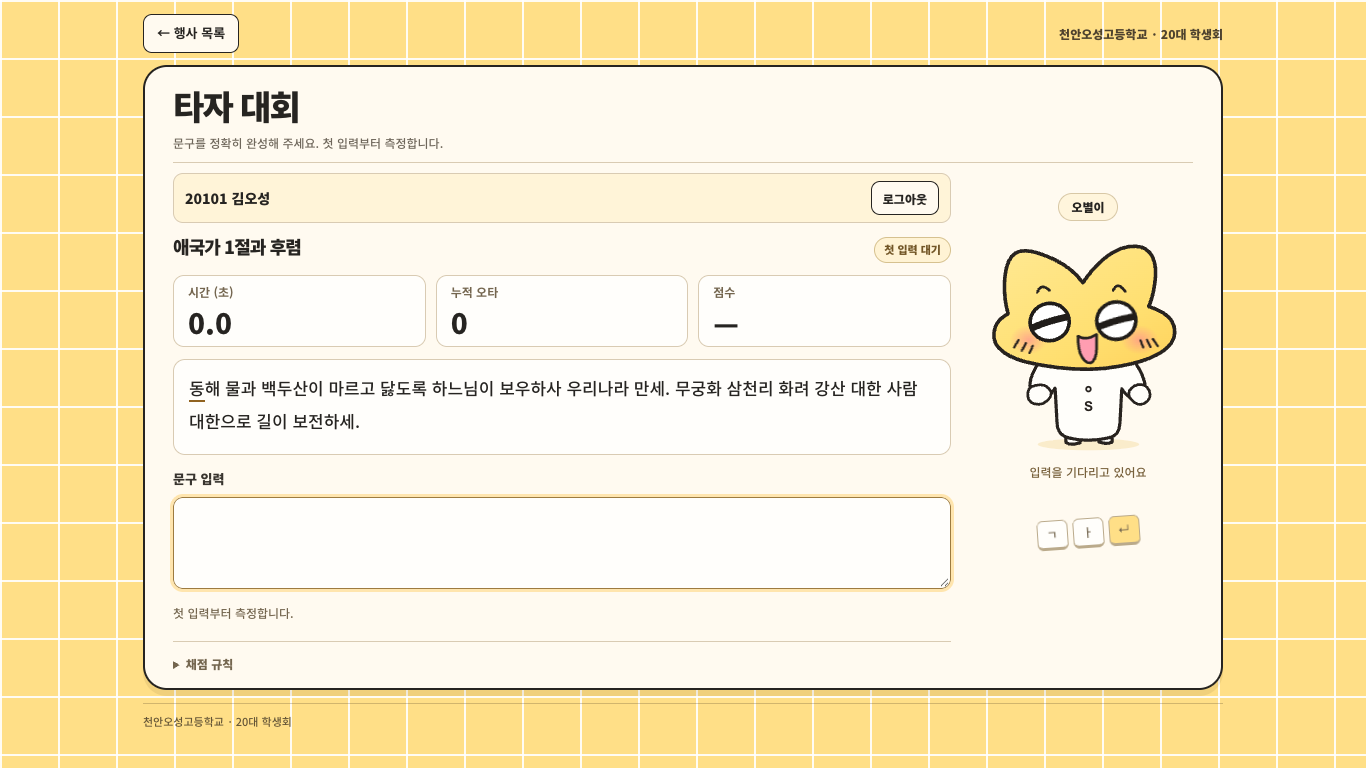 ← 행사 목록
천안오성고등학교 · 20대 학생회
타자 대회
문구를 정확히 완성해 주세요. 첫 입력부터 측정합니다.
20101 김오성
로그아웃
애국가 1절과 후렴
첫 입력 대기
시간 (초)
0.0
누적 오타
0
점수
—
동해 물과 백두산이 마르고 닳도록 하느님이 보우하사 우리나라 만세. 무궁화 삼천리 화려 강산 대한 사람
대한으로 길이 보전하세.
문구 입력
첫 입력부터 측정합니다.
▶ 채점 규칙
오별이
S
입력을 기다리고 있어요
ㄱ ㅏ ↵
천안오성고등학교 · 20대 학생회